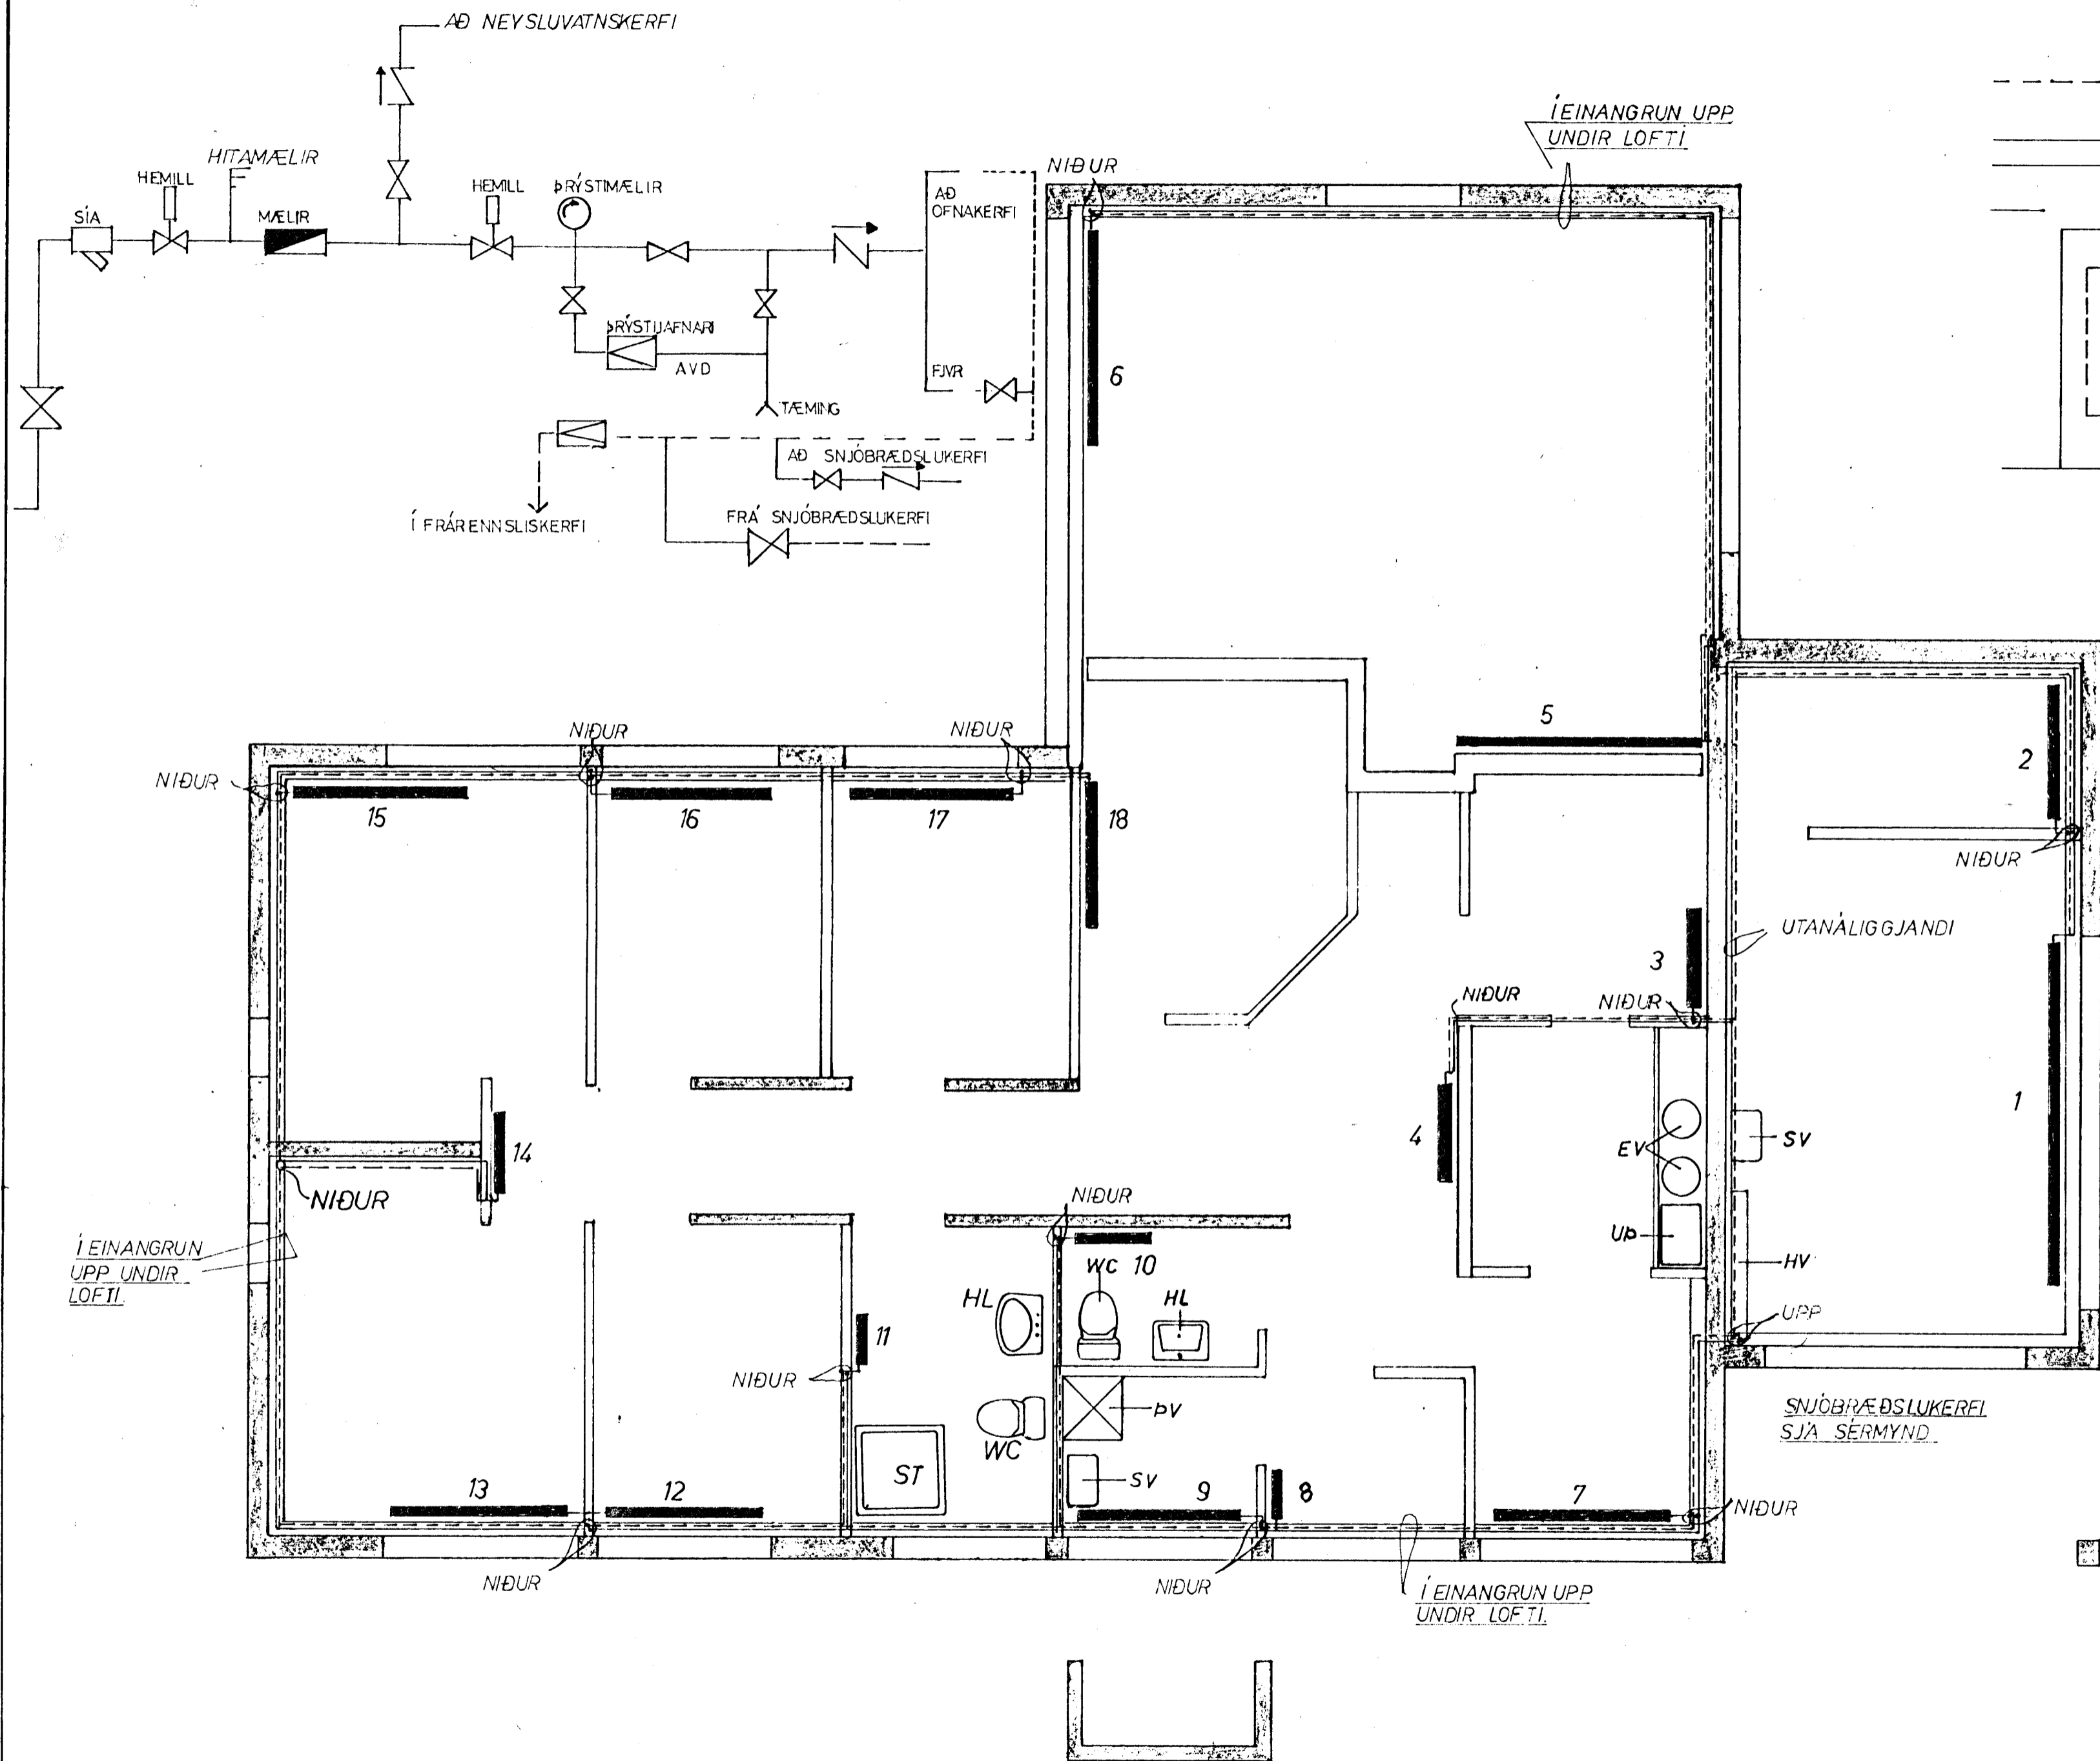 AÐ NEYSLUVATNSKERFI
HITAMÆLIR
HEMILL
SÍA
MÆLIR
HEMILL
ÞRÝSTIMÆLIR
AÐ
OFNAKERFI
ÞRÝSTIJAFNARI
AVD
FJVR
TÆMING
AÐ SNJÓBRÆDSLUKERFI
Í FRÁRENNSLISKERFI
FRÁ SNJÓBRÆDSLUKERFI
NIÐUR
Í EINANGRUN UPP
UNDIR LOFTI
6
5
2
NIÐUR
NIÐUR
NIÐUR
15
16
17
18
NIÐUR
UTANÁLIGGJANDI
3
NIÐUR
NIÐUR
4
1
EV
SV
14
NIÐUR
NIÐUR
UÞ
HV
Í EINANGRUN
UPP UNDIR
LOFTI.
WC 10
HL
HL
11
UPP
NIÐUR
ÞV
WC
ST
SV
SNJÓBRÆÐSLUKERFI
SJÁ SÉRMYND
13
12
9
8
7
NIÐUR
NIÐUR
NIÐUR
Í EINANGRUN UPP
UNDIR LOFTI.